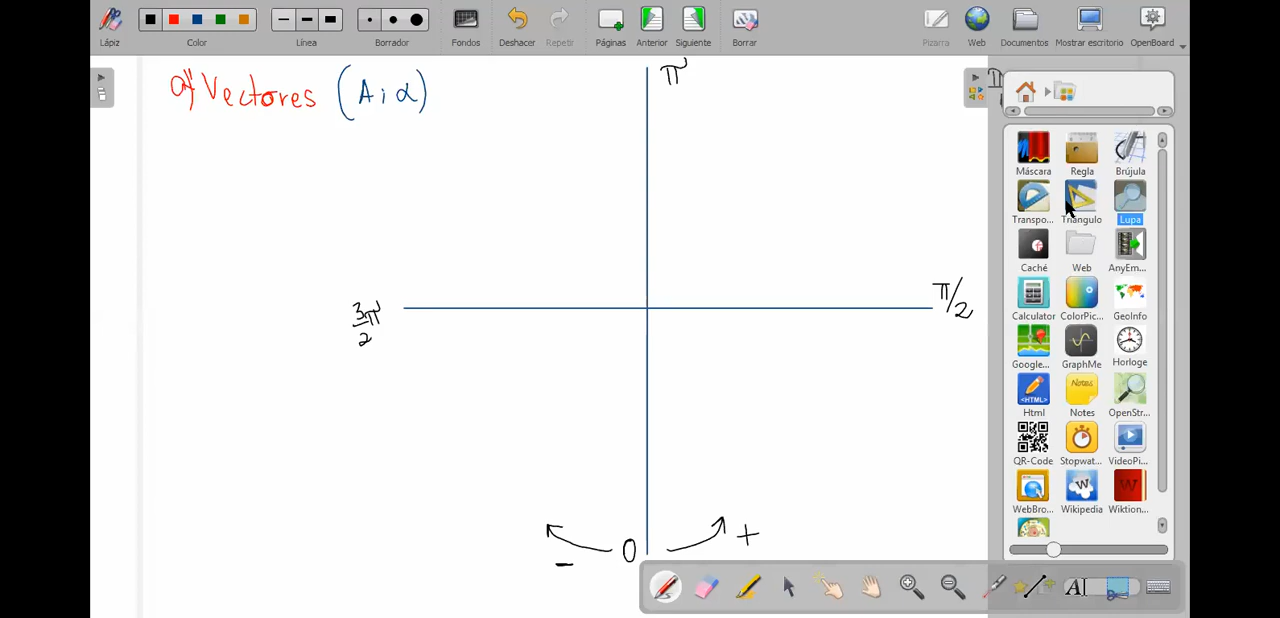 Lápiz
Color
Línea
Borrador
Fondos
Deshacer
Repetir
Páginas
Anterior
Siguiente
Borrar
Pizarra
Web
Documentos
Mostrar escritorio
OpenBoard
a) Vectores (A; α)
π
π/2
3π/2
0
+
-
Máscara
Regla
Brújula
Transpo...
Triángulo
Lupa
Caché
Web
AnyEm...
Calculator
ColorPic...
GeoInfo
Google...
GraphMe
Horloge
Html
Notes
OpenStr...
QR-Code
Stopwat...
VideoPi...
WebBro...
Wikipedia
Wiktion...